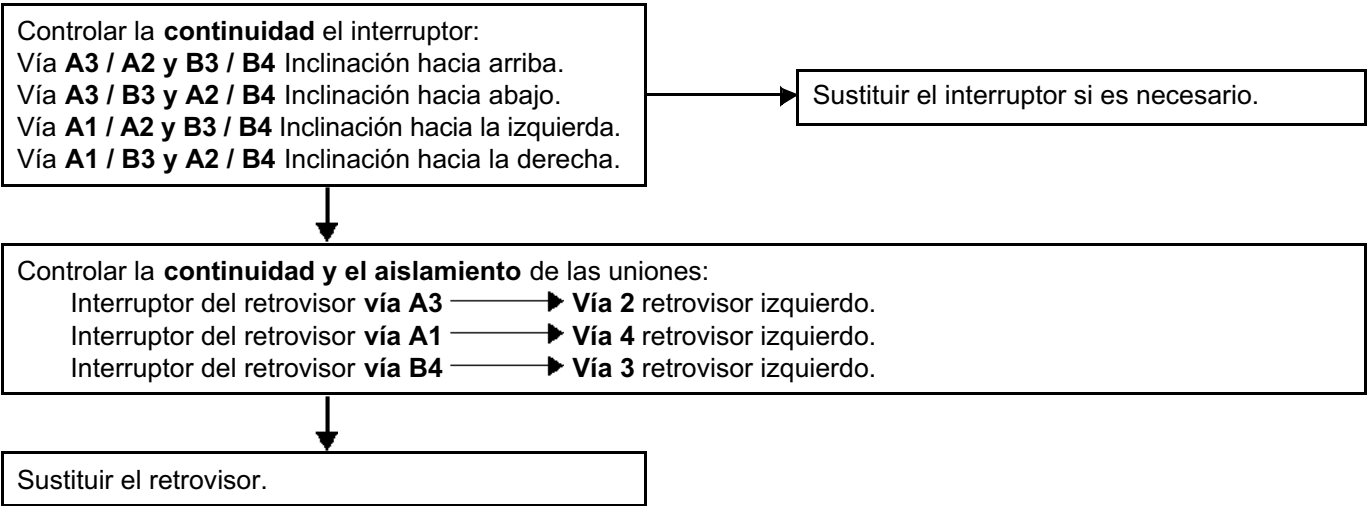 Controlar la continuidad el interruptor:
Vía A3 / A2 y B3 / B4 Inclinación hacia arriba.
Vía A3 / B3 y A2 / B4 Inclinación hacia abajo.
Vía A1 / A2 y B3 / B4 Inclinación hacia la izquierda.
Vía A1 / B3 y A2 / B4 Inclinación hacia la derecha.
Sustituir el interruptor si es necesario.
Controlar la continuidad y el aislamiento de las uniones:
Interruptor del retrovisor vía A3 Vía 2 retrovisor izquierdo.
Interruptor del retrovisor vía A1 Vía 4 retrovisor izquierdo.
Interruptor del retrovisor vía B4 Vía 3 retrovisor izquierdo.
Sustituir el retrovisor.